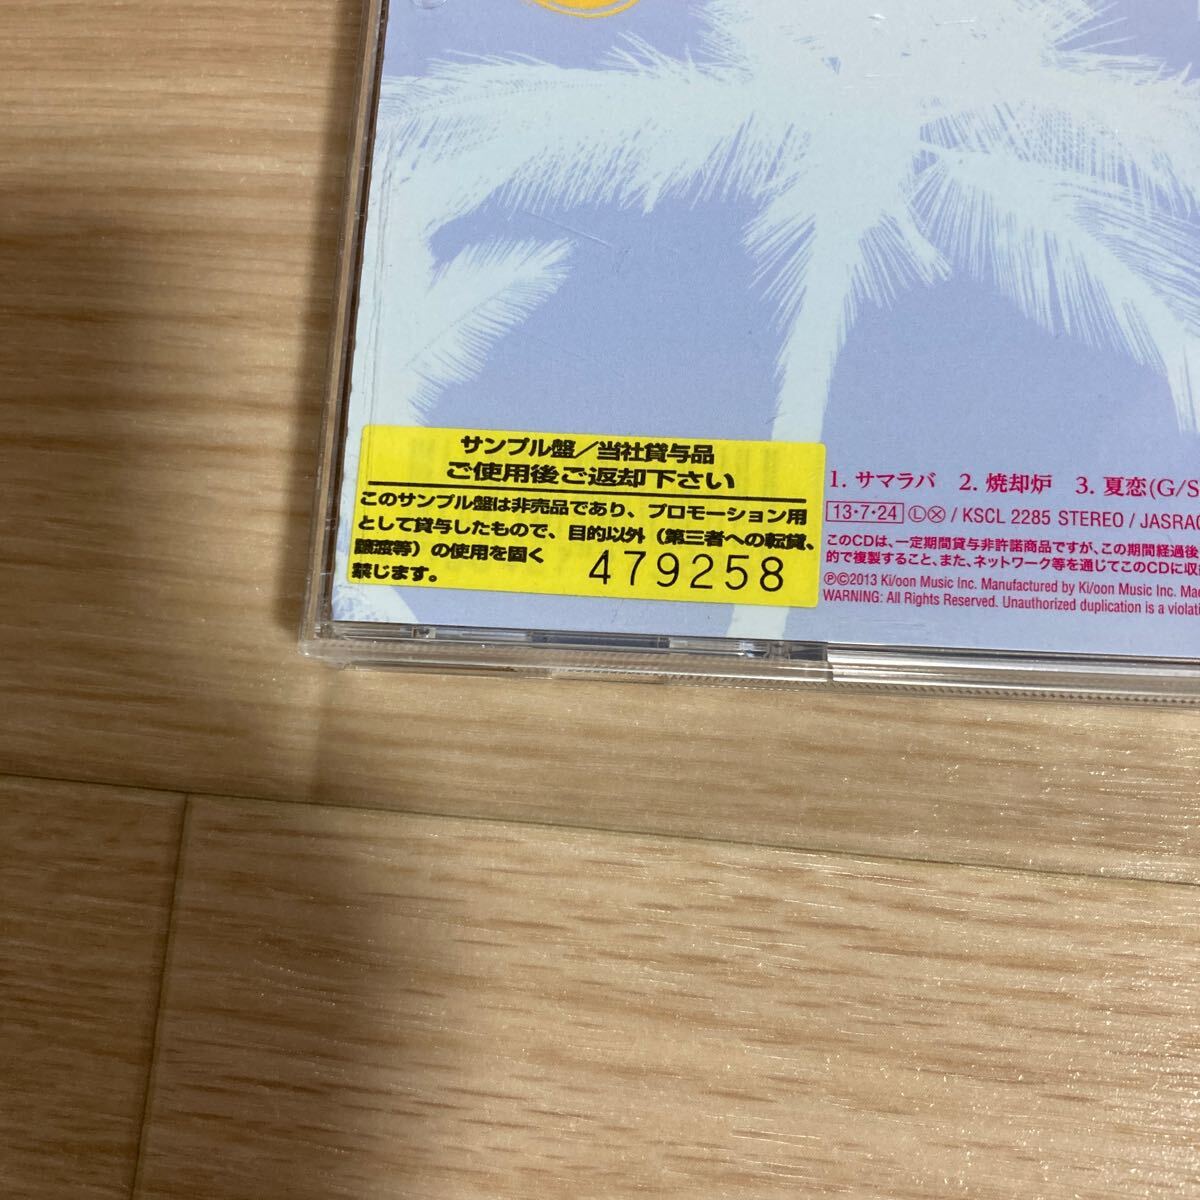 サンプル盤／当社貸与品
ご使用後ご返却下さい
このサンプル盤は非売品であり、プロモーション用
として貸与したもので、目的以外（第三者への転貸、
譲渡等）の使用を固く
禁じます。
479258
1. サマラバ 2. 焼却炉 3. 夏恋(G/S
13・7・24 Ⓛ / KSCL 2285 STEREO / JASRAC
このCDは、一定期間貸与非許諾商品ですが、この期間経過後
的で複製すること、また、ネットワーク等を通じてこのCDに収
℗©2013 Ki/oon Music Inc. Manufactured by Ki/oon Music Inc.
WARNING: All Rights Reserved. Unauthorized duplication is a